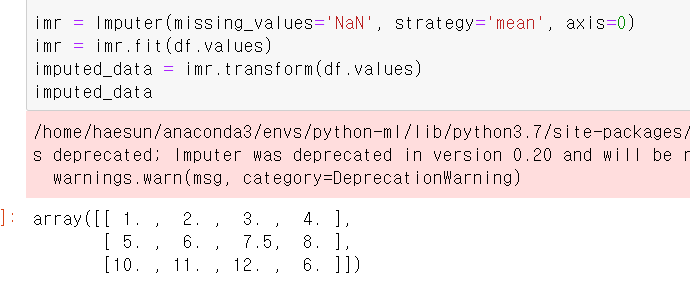 imr = Imputer(missing_values='NaN', strategy='mean', axis=0)
imr = imr.fit(df.values)
imputed_data = imr.transform(df.values)
imputed_data
/home/haesun/anaconda3/envs/python-ml/lib/python3.7/site-packages/
s deprecated; Imputer was deprecated in version 0.20 and will be r
  warnings.warn(msg, category=DeprecationWarning)
]: array([[ 1. ,  2. ,  3. ,  4. ],
       [ 5. ,  6. ,  7.5,  8. ],
       [10. , 11. , 12. ,  6. ]])